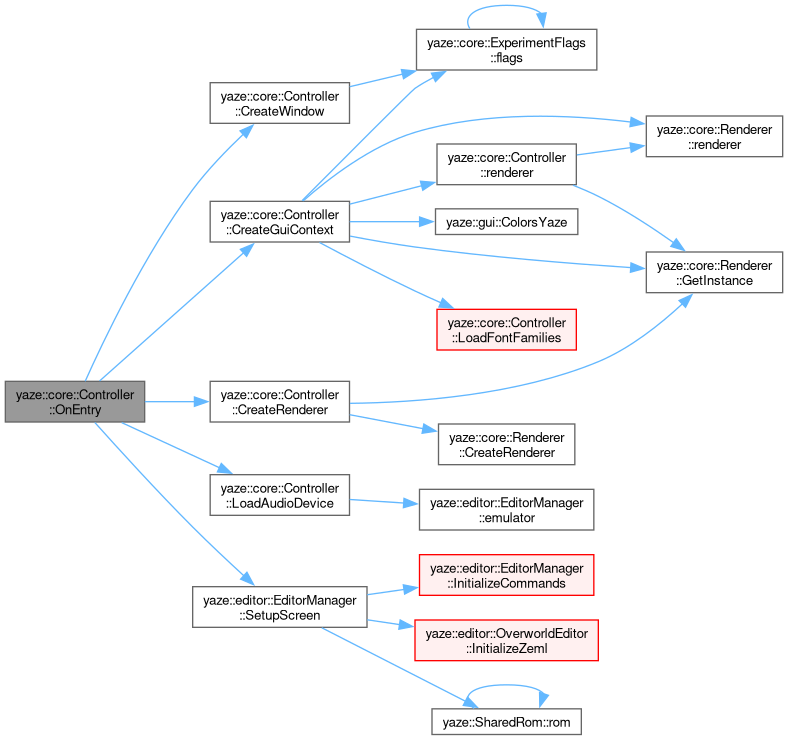 yaze::core::ExperimentFlags
::flags
yaze::core::Controller
::CreateWindow
yaze::core::Renderer
::renderer
yaze::core::Controller
::renderer
yaze::core::Controller
::CreateGuiContext
yaze::gui::ColorsYaze
yaze::core::Renderer
::GetInstance
yaze::core::Controller
::LoadFontFamilies
yaze::core::Controller
::OnEntry
yaze::core::Controller
::CreateRenderer
yaze::core::Renderer
::CreateRenderer
yaze::core::Controller
::LoadAudioDevice
yaze::editor::EditorManager
::emulator
yaze::editor::EditorManager
::InitializeCommands
yaze::editor::EditorManager
::SetupScreen
yaze::editor::OverworldEditor
::InitializeZeml
yaze::SharedRom::rom